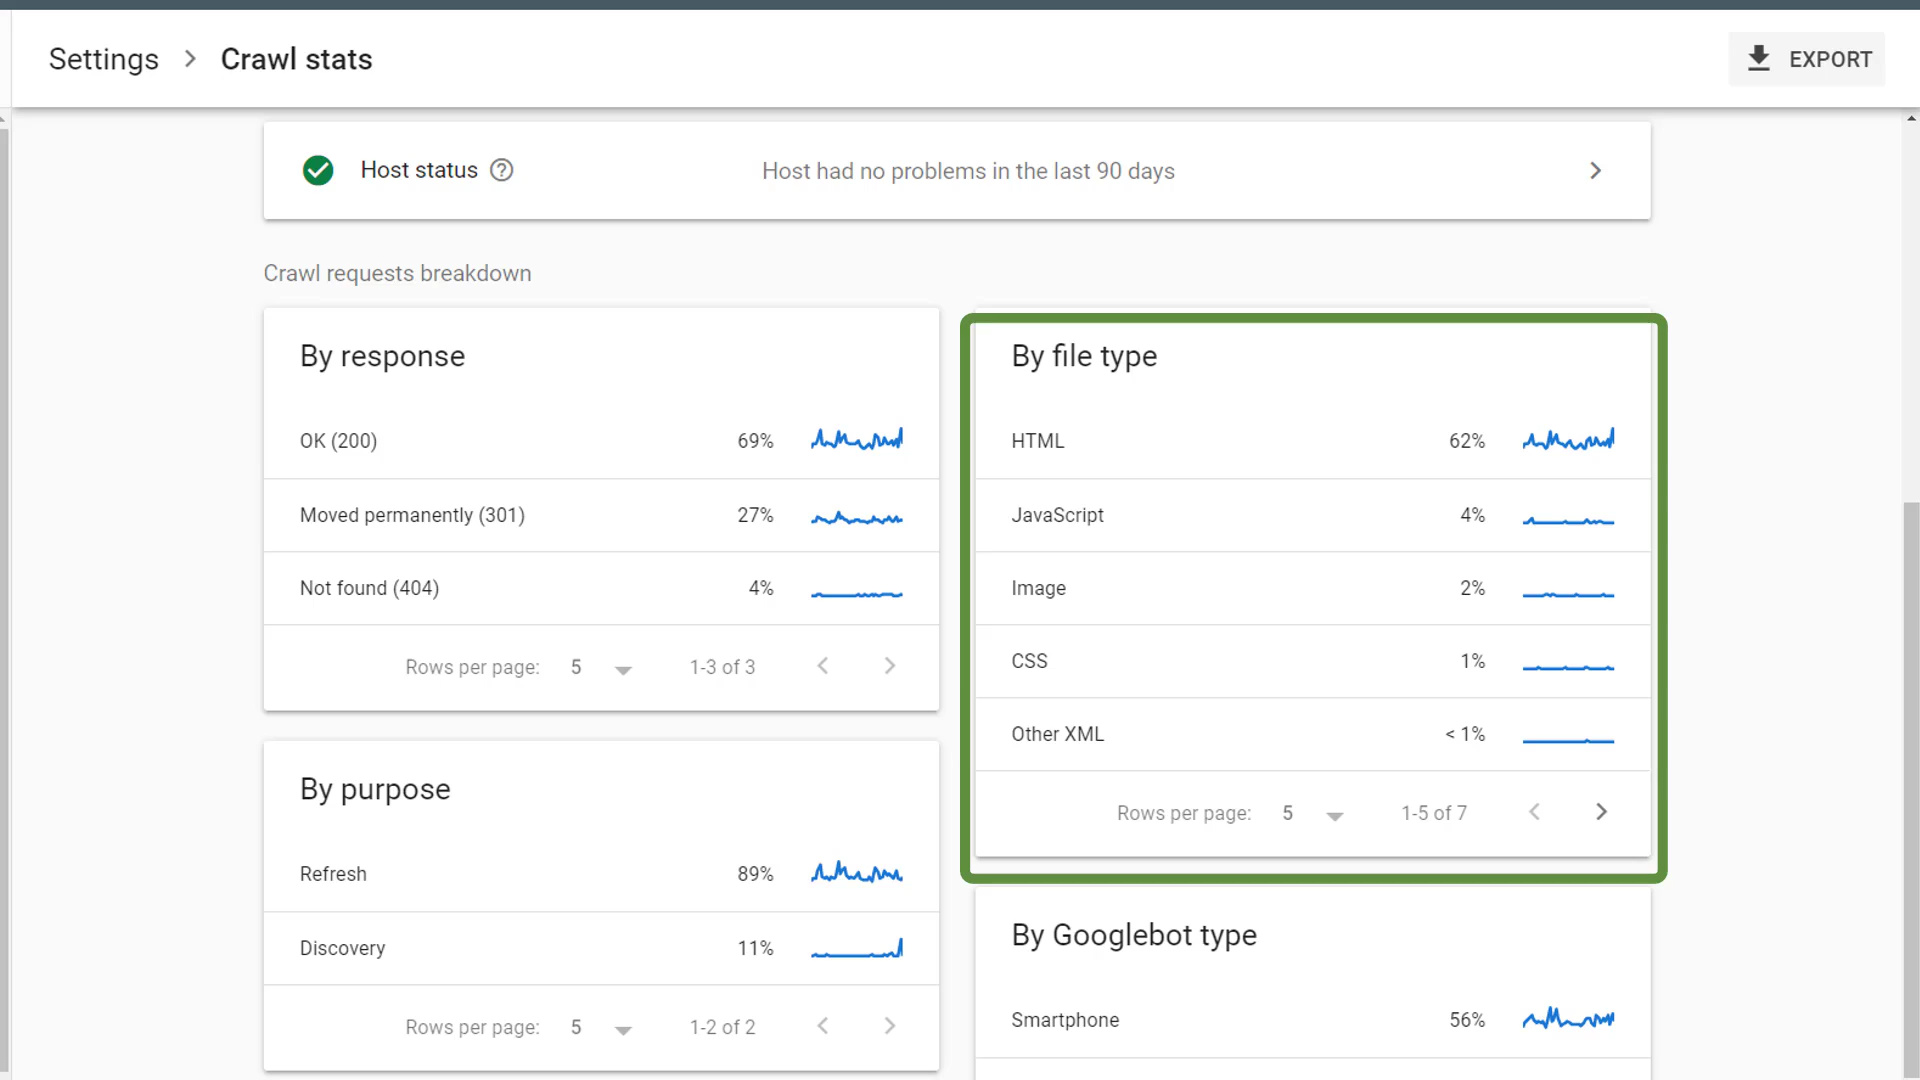 Settings > Crawl stats
EXPORT
Host status
Host had no problems in the last 90 days
Crawl requests breakdown
By response
OK (200) 69%
Moved permanently (301) 27%
Not found (404) 4%
Rows per page: 5 1-3 of 3
By purpose
Refresh 89%
Discovery 11%
Rows per page: 5 1-2 of 2
By file type
HTML 62%
JavaScript 4%
Image 2%
CSS 1%
Other XML < 1%
Rows per page: 5 1-5 of 7
By Googlebot type
Smartphone 56%